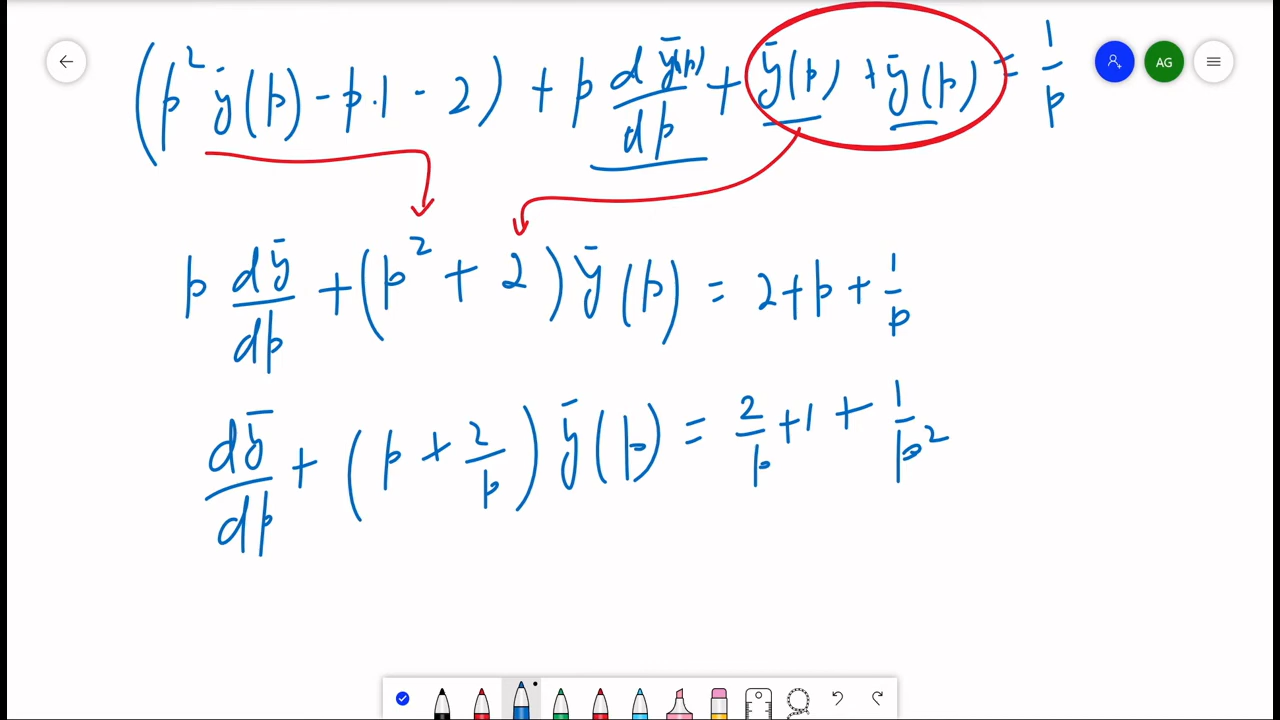 (p² ȳ(p) - p·1 - 2) + p dȳ(p)/dp + ȳ(p) + ȳ(p) = 1/p
AG
p dȳ/dp + (p² + 2) ȳ(p) = 2 + p + 1/p
dȳ/dp + (p + 2/p) ȳ(p) = 2/p + 1 + 1/p²